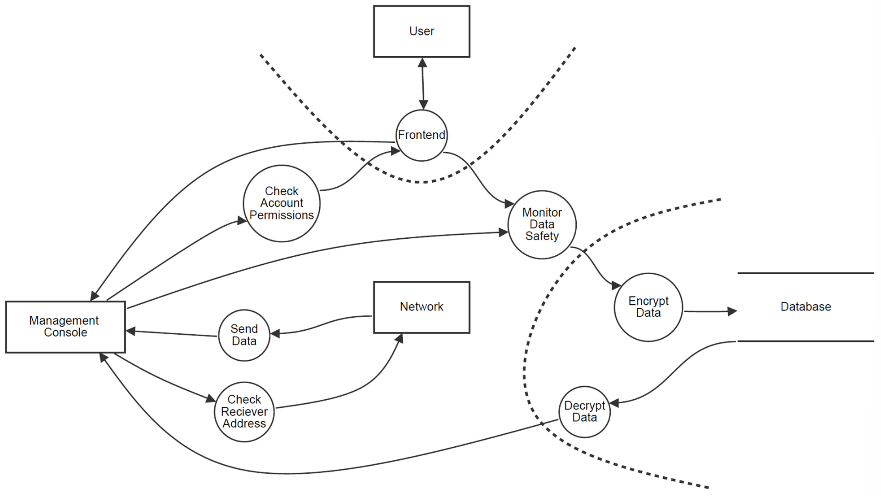 User
Frontend
Check
Account
Permissions
Monitor
Data
Safety
Management
Console
Send
Data
Network
Encrypt
Data
Database
Check
Reciever
Address
Decrypt
Data